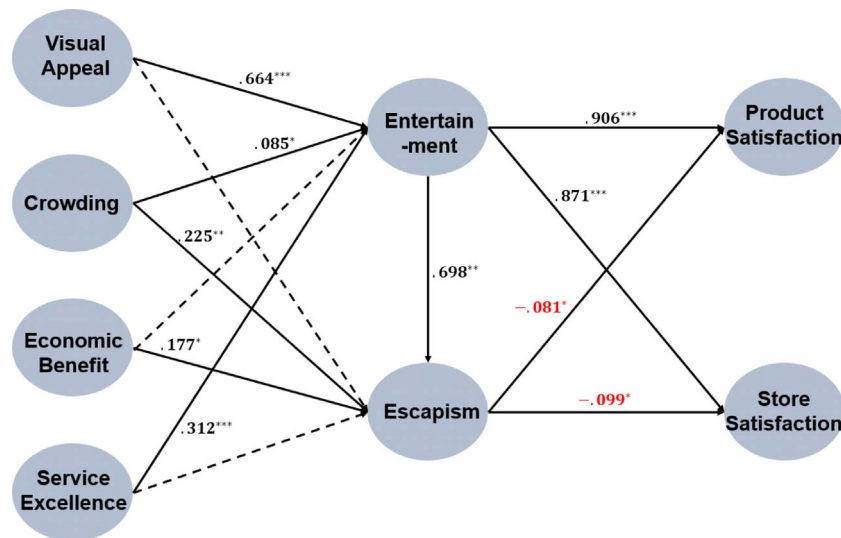 Visual
Appeal
.664***
Entertain
-ment
.906***
Product
Satisfaction
.085*
Crowding
.871***
.225**
.698**
-.081*
Economic
Benefit
.177*
Escapism
-.099*
Store
Satisfaction
.312***
Service
Excellence